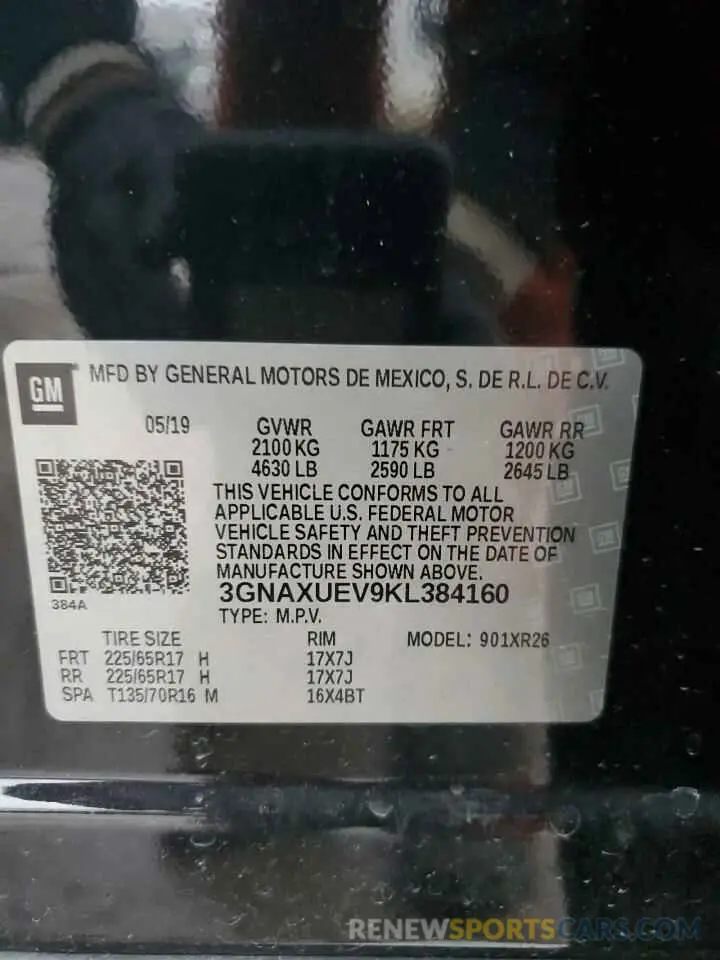 GM MFD BY GENERAL MOTORS DE MEXICO, S. DE R.L. DE C.V.
05/19 GVWR GAWR FRT GAWR RR
2100 KG 1175 KG 1200 KG
4630 LB 2590 LB 2645 LB
THIS VEHICLE CONFORMS TO ALL
APPLICABLE U.S. FEDERAL MOTOR
VEHICLE SAFETY AND THEFT PREVENTION
STANDARDS IN EFFECT ON THE DATE OF
MANUFACTURE SHOWN ABOVE.
3GNAXUEV9KL384160
384A
TYPE: M.P.V.
TIRE SIZE RIM MODEL: 901XR26
FRT 225/65R17 H 17X7J
RR 225/65R17 H 17X7J
SPA T135/70R16 M 16X4BT
RENEWSPORTSCARS.COM